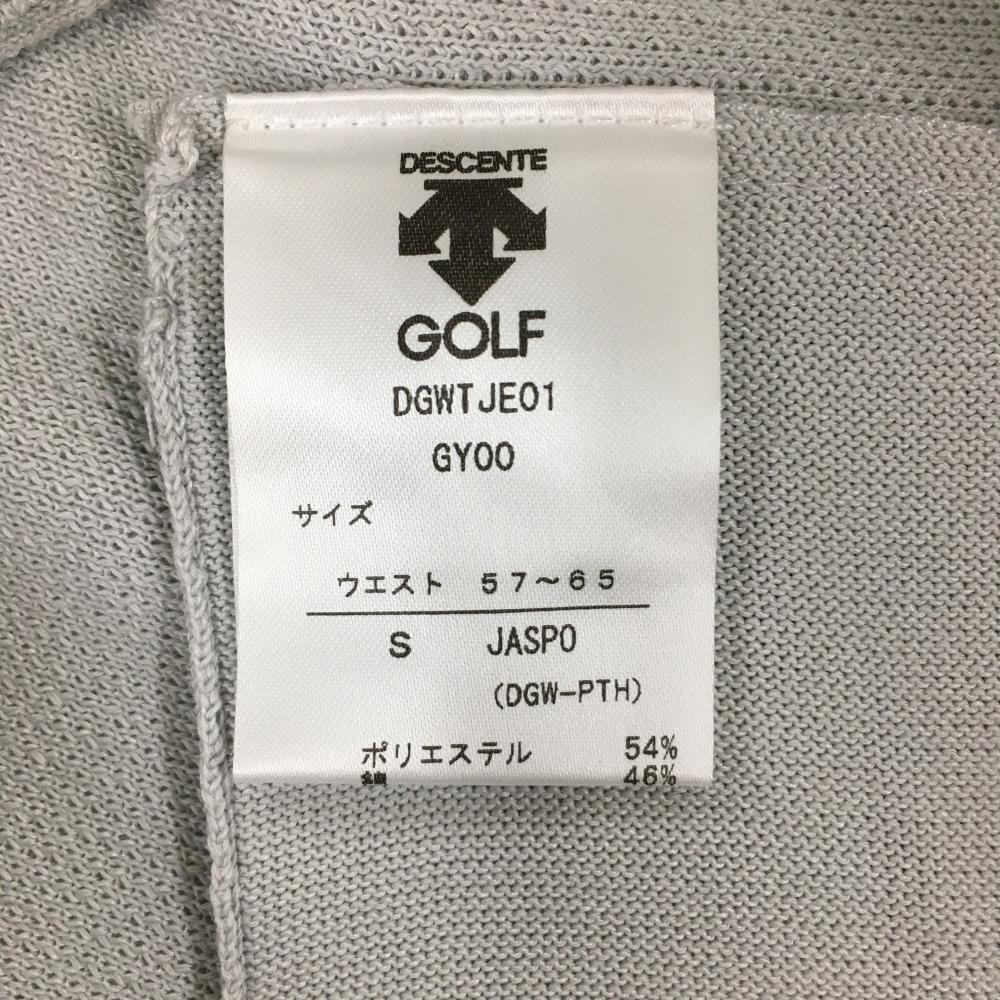 DESCENTE
GOLF
DGWTJE01
GY00
サイズ
ウエスト 57〜65
S JASPO
(DGW-PTH)
ポリエステル 54%
46%